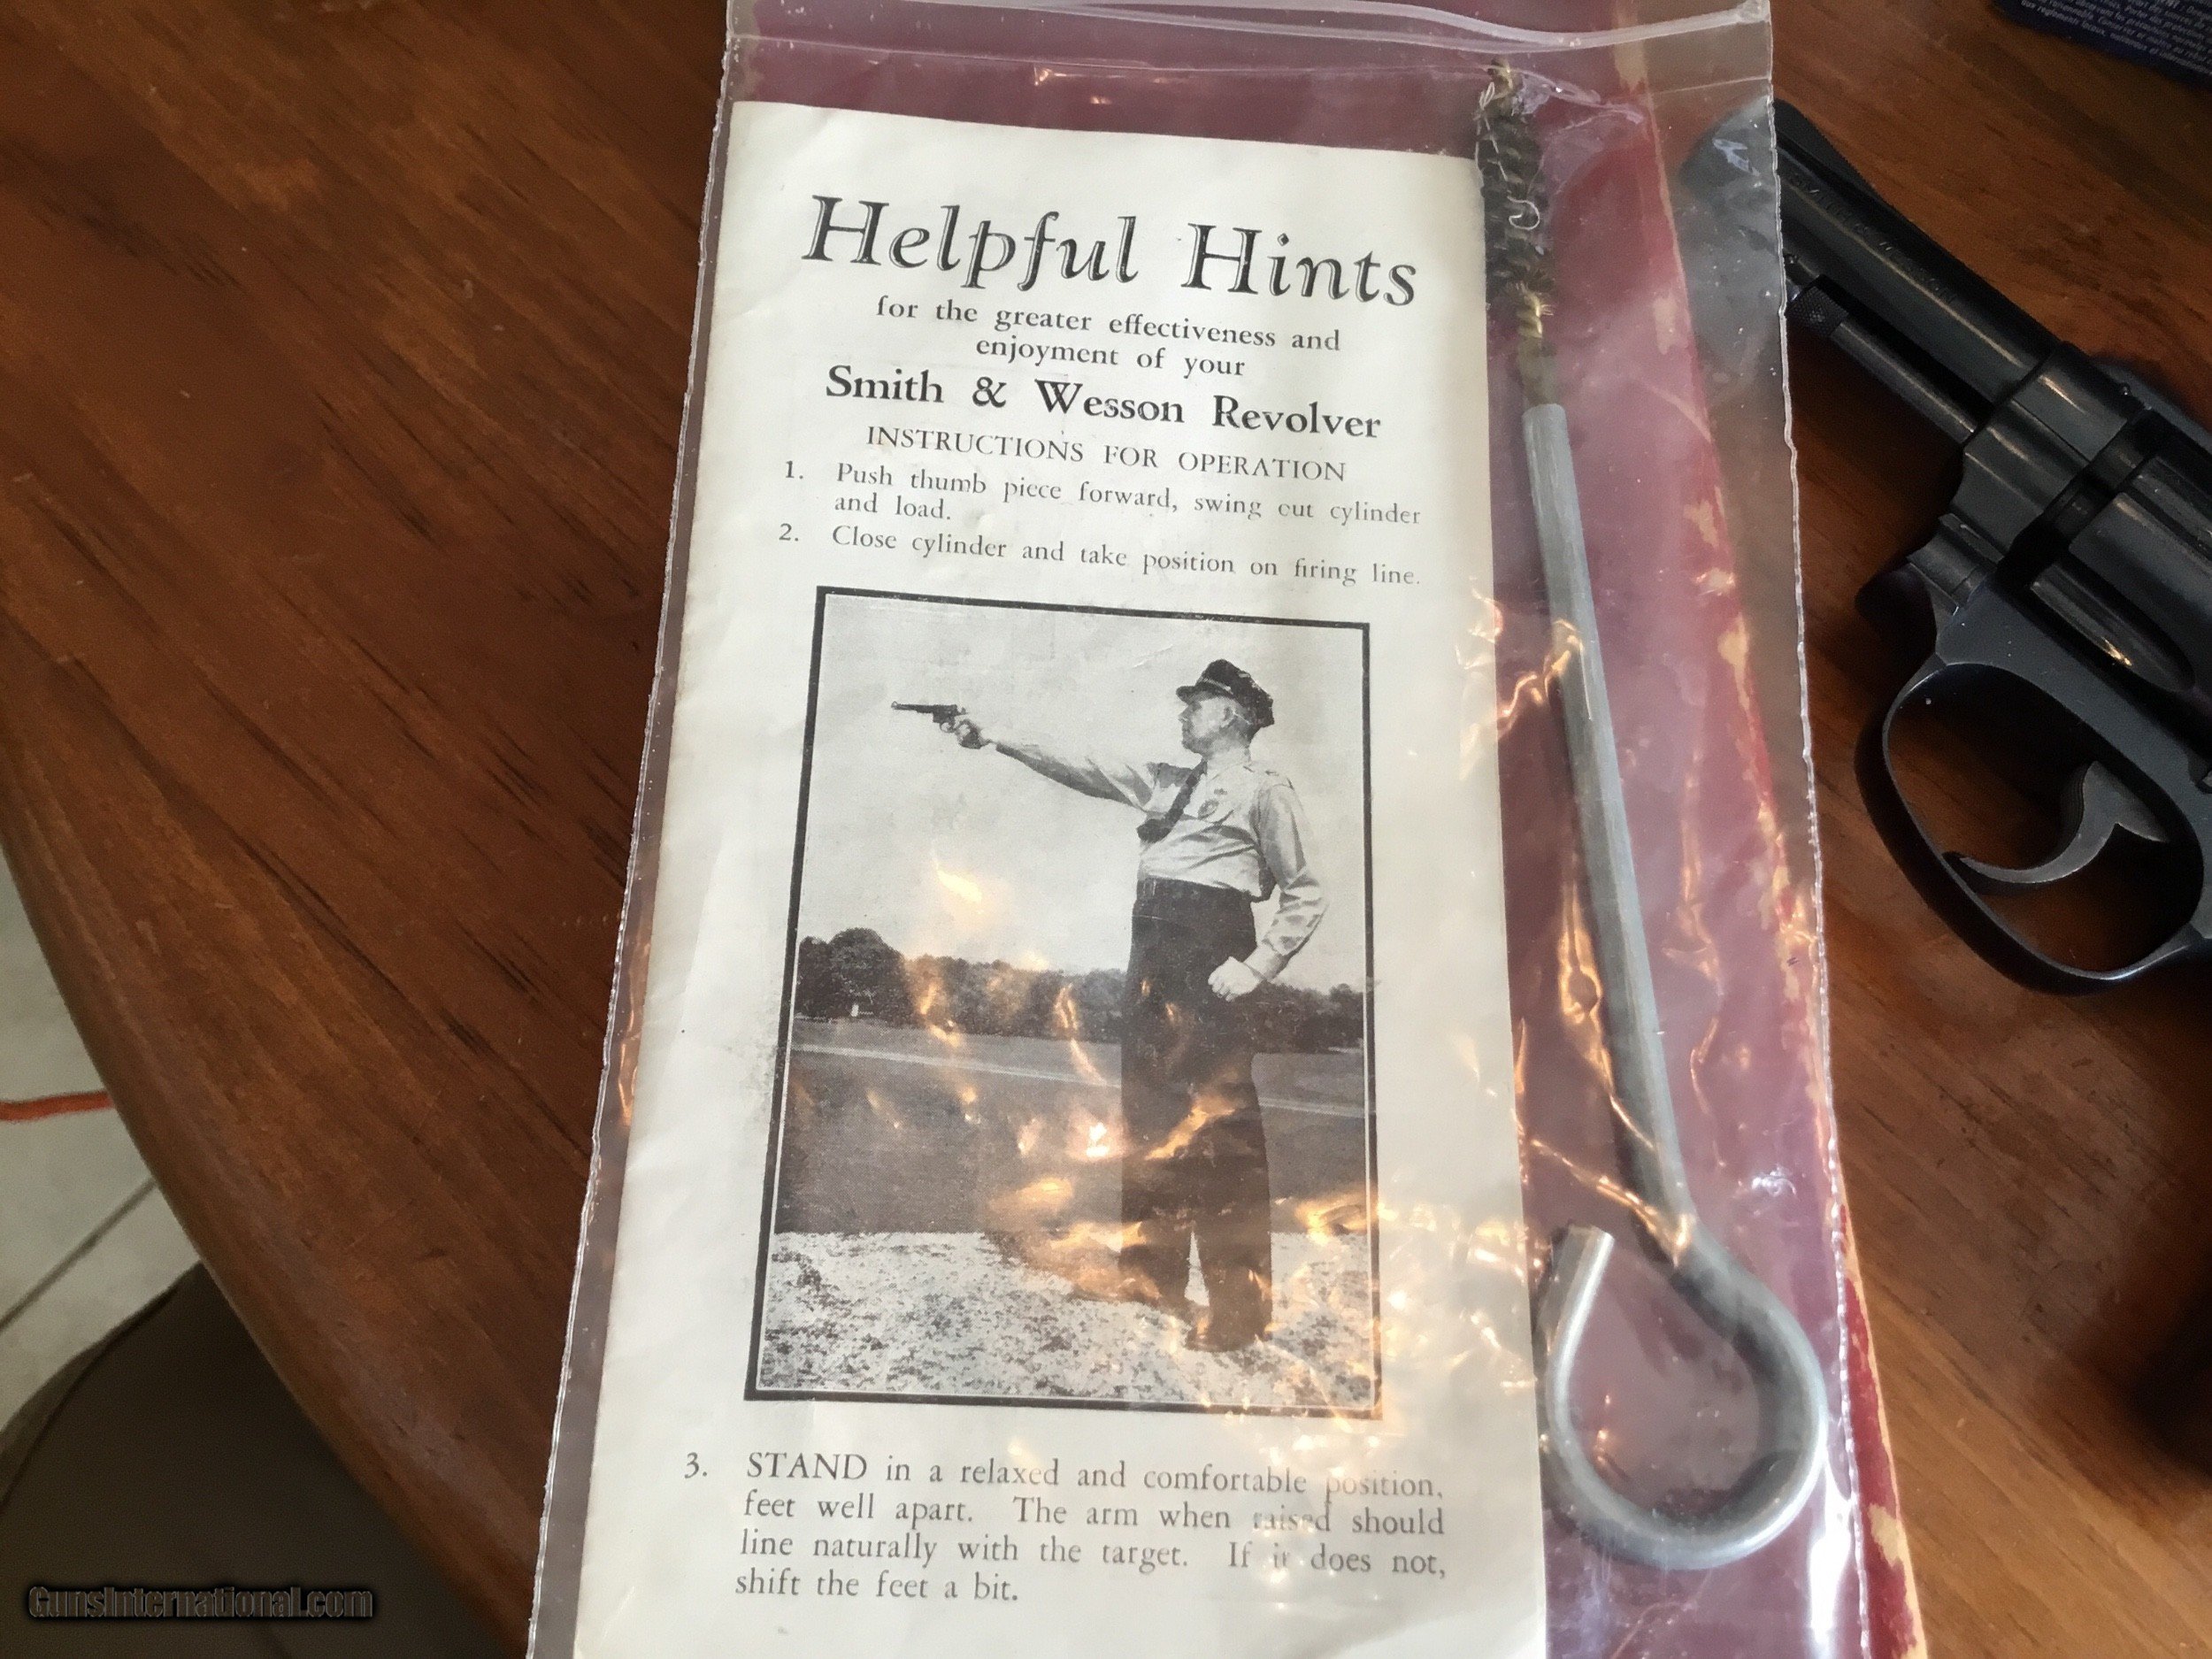 Helpful Hints
for the greater effectiveness and
enjoyment of your
Smith & Wesson Revolver
INSTRUCTIONS FOR OPERATION
1. Push thumb piece forward, swing out cylinder
and load.
2. Close cylinder and take position on firing line.
3. STAND in a relaxed and comfortable position,
feet well apart. The arm when raised should
line naturally with the target. If it does not,
shift the feet a bit.
GunsInternational.com